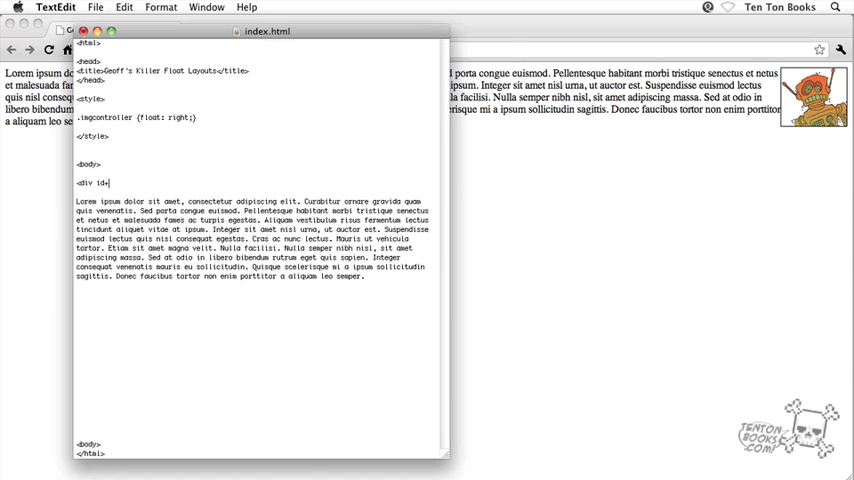 TextEdit File Edit Format Window Help Ten Ton Books
index.html
<html>
<head>
<title>Geoff's Killer Float Layouts</title>
</head>
<style>
.imgcontroller {float: right;}
</style>
<body>
<div id+
Lorem ipsum dolor sit amet, consectetur adipiscing elit. Curabitur ornare gravida quam
quis venenatis. Sed porta congue euismod. Pellentesque habitant morbi tristique senectus
et netus et malesuada fames ac turpis egestas. Aliquam vestibulum risus fermentum lectus
tincidunt aliquet vitae at ipsum. Integer sit amet nisl urna, ut auctor est. Suspendisse
euismod lectus quis nisl consequat egestas. Cras ac nunc lectus. Mauris ut vehicula
tortor. Etiam sit amet magna velit. Nulla facilisi. Nulla semper nibh nisl, sit amet
adipiscing massa. Sed at odio in libero bibendum rutrum eget quis sapien. Integer
consequat venenatis mauris eu sollicitudin. Quisque scelerisque mi a ipsum sollicitudin
sagittis. Donec faucibus tortor non enim porttitor a aliquam leo semper.
<body>
</html>
Lorem ipsum do
et malesuada fam
quis nisl conseq
libero bibendum
a aliquam leo se
d porta congue euismod. Pellentesque habitant morbi tristique senectus et netus
ipsum. Integer sit amet nisl urna, ut auctor est. Suspendisse euismod lectus
la facilisi. Nulla semper nibh nisl, sit amet adipiscing massa. Sed at odio in
elerisque mi a ipsum sollicitudin sagittis. Donec faucibus tortor non enim porttitor
TENTON
BOOKS
.COM!